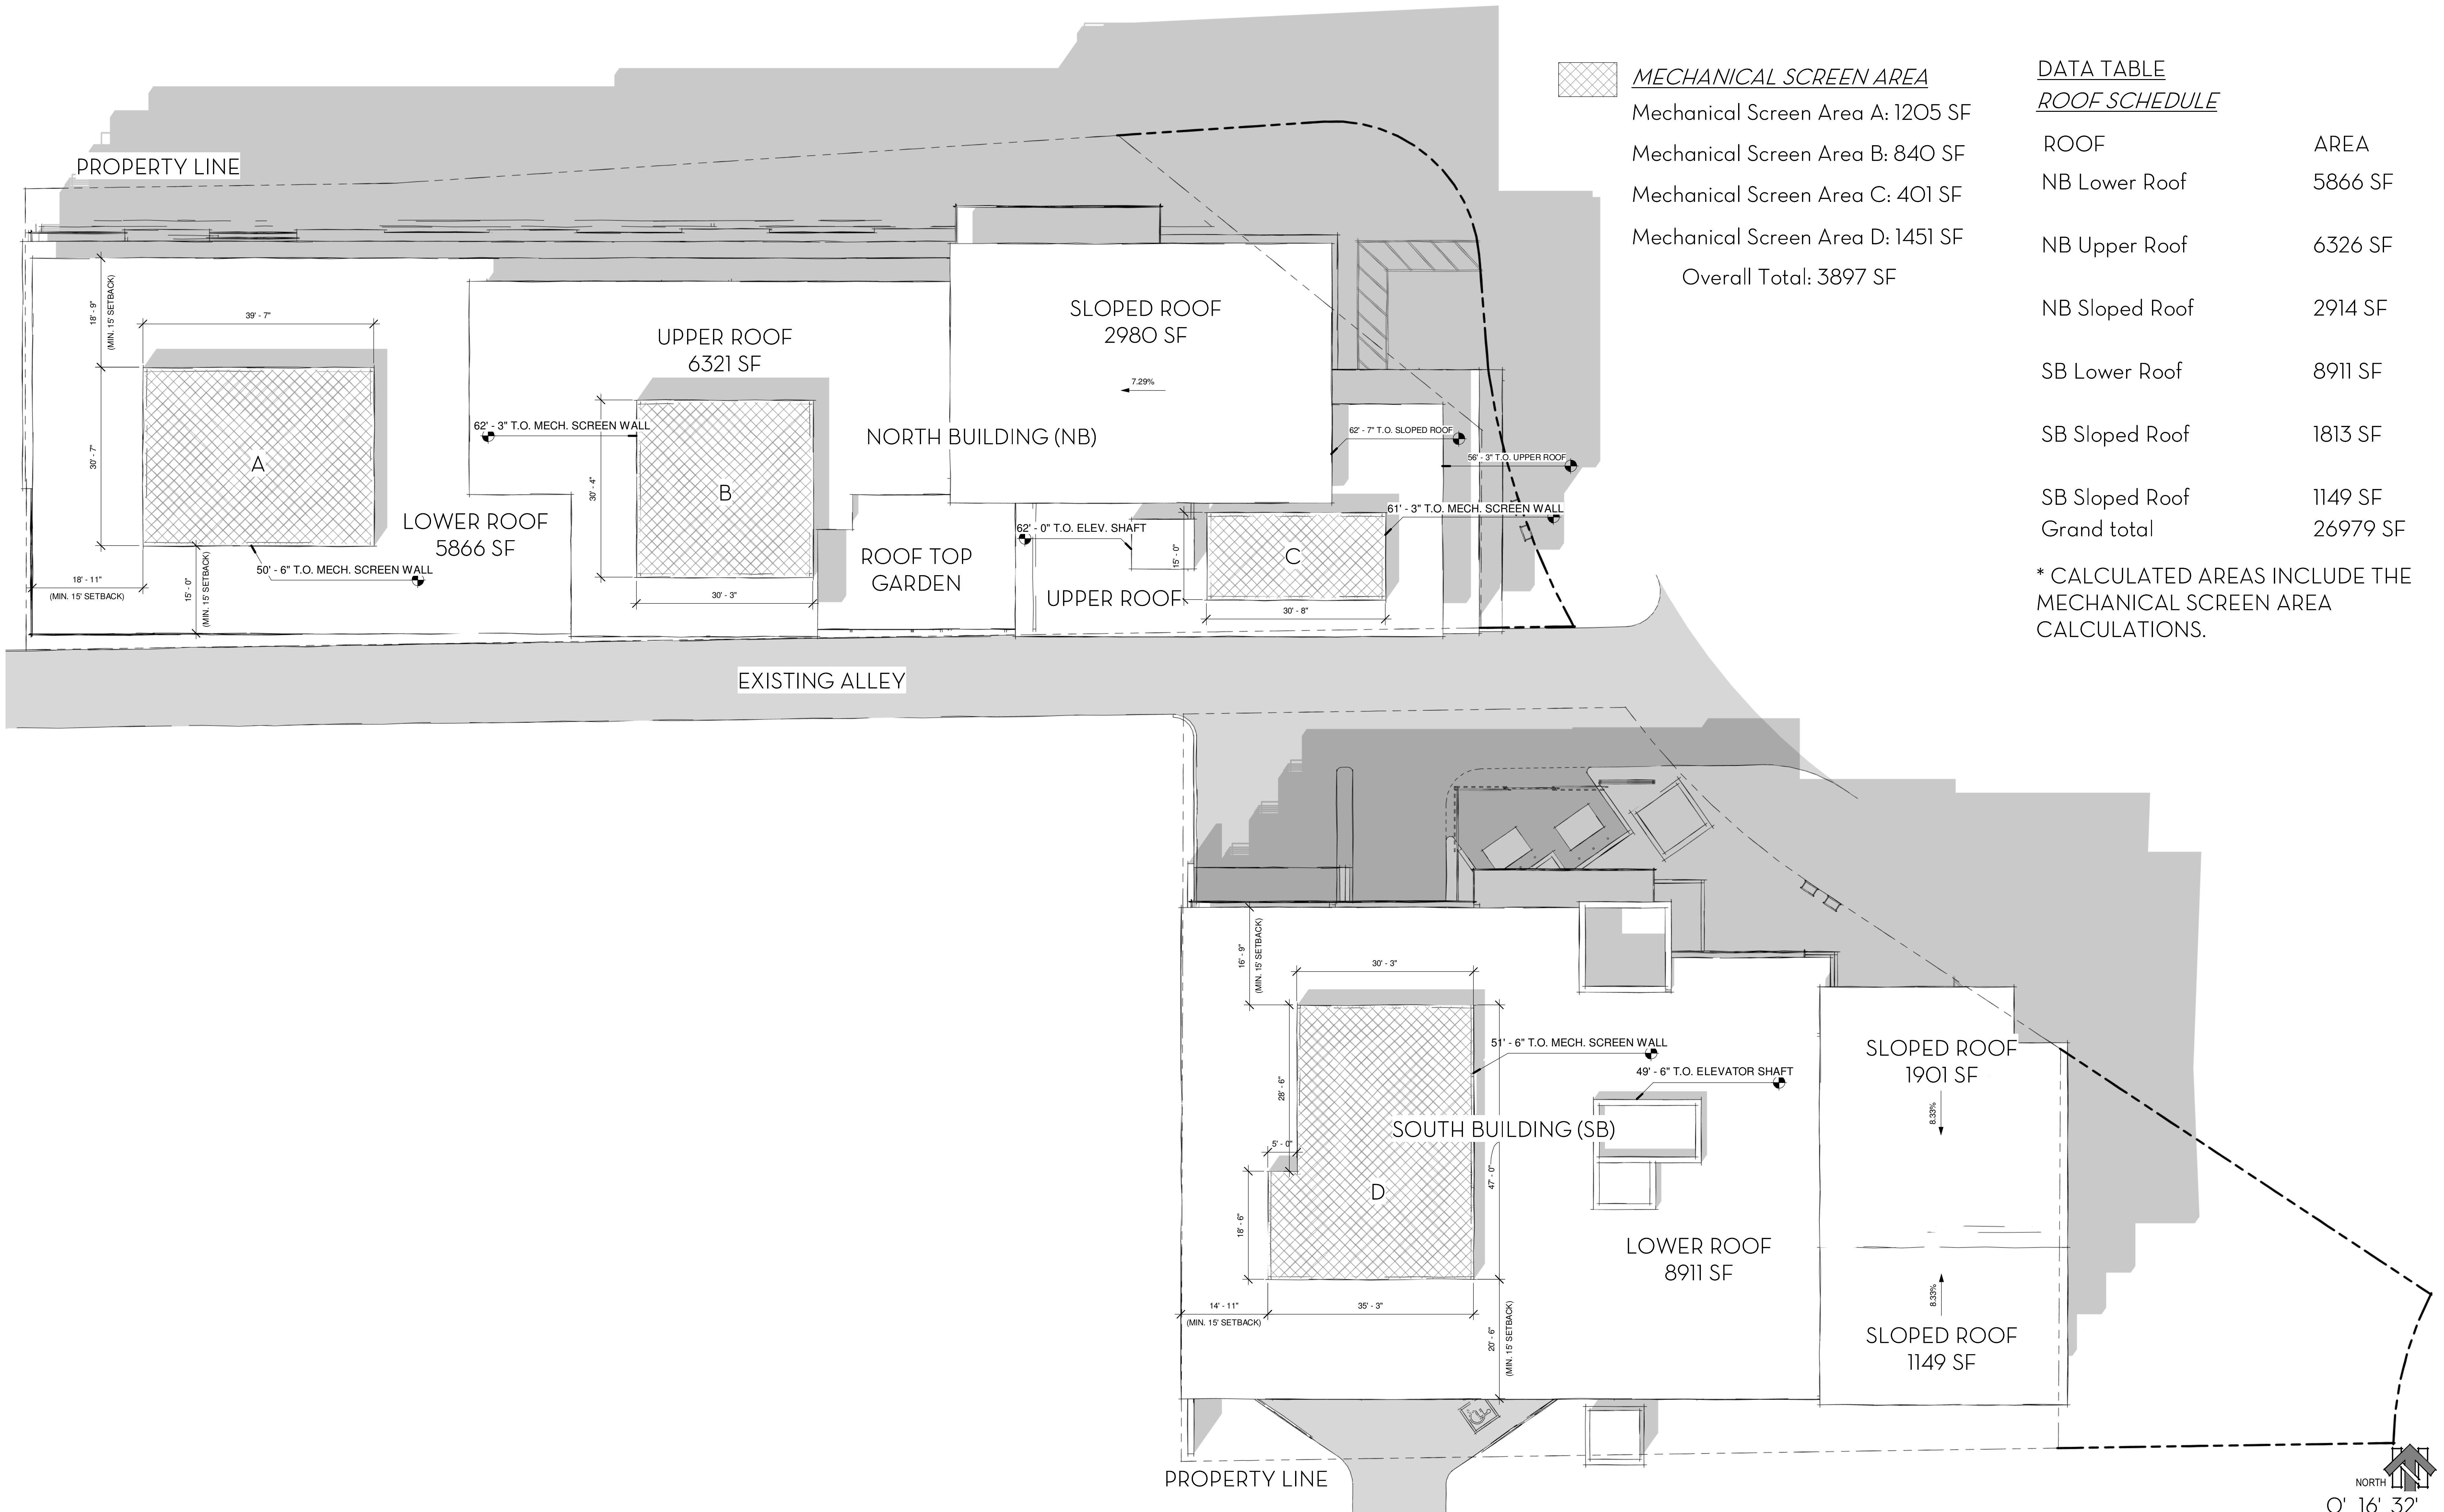 MECHANICAL SCREEN AREA
Mechanical Screen Area A: 1205 SF
Mechanical Screen Area B: 840 SF
Mechanical Screen Area C: 401 SF
Mechanical Screen Area D: 1451 SF
Overall Total: 3897 SF
DATA TABLE
ROOF SCHEDULE
ROOF AREA
NB Lower Roof 5866 SF
NB Upper Roof 6326 SF
NB Sloped Roof 2914 SF
SB Lower Roof 8911 SF
SB Sloped Roof 1813 SF
SB Sloped Roof 1149 SF
Grand total 26979 SF
* CALCULATED AREAS INCLUDE THE
MECHANICAL SCREEN AREA
CALCULATIONS.
PROPERTY LINE
18' - 9"
(MIN. 15' SETBACK)
39' - 7"
30' - 7"
A
LOWER ROOF
5866 SF
50' - 6" T.O. MECH. SCREEN WALL
18' - 11"
(MIN. 15' SETBACK)
15' - 0"
(MIN. 15' SETBACK)
UPPER ROOF
6321 SF
62' - 3" T.O. MECH. SCREEN WALL
30' - 4"
B
30' - 3"
NORTH BUILDING (NB)
SLOPED ROOF
2980 SF
7.29%
62' - 7" T.O. SLOPED ROOF
56' - 3" T.O. UPPER ROOF
61' - 3" T.O. MECH. SCREEN WALL
62' - 0" T.O. ELEV. SHAFT
ROOF TOP
GARDEN
15' - 0"
C
UPPER ROOF
30' - 8"
EXISTING ALLEY
16' - 9"
(MIN. 15' SETBACK)
30' - 3"
51' - 6" T.O. MECH. SCREEN WALL
49' - 6" T.O. ELEVATOR SHAFT
28' - 6"
SOUTH BUILDING (SB)
5' - 0"
47' - 0"
D
18' - 6"
LOWER ROOF
8911 SF
SLOPED ROOF
1901 SF
8.33%
8.33%
SLOPED ROOF
1149 SF
14' - 11"
(MIN. 15' SETBACK)
35' - 3"
20' - 6"
(MIN. 15' SETBACK)
PROPERTY LINE
NORTH
0' 16' 32'